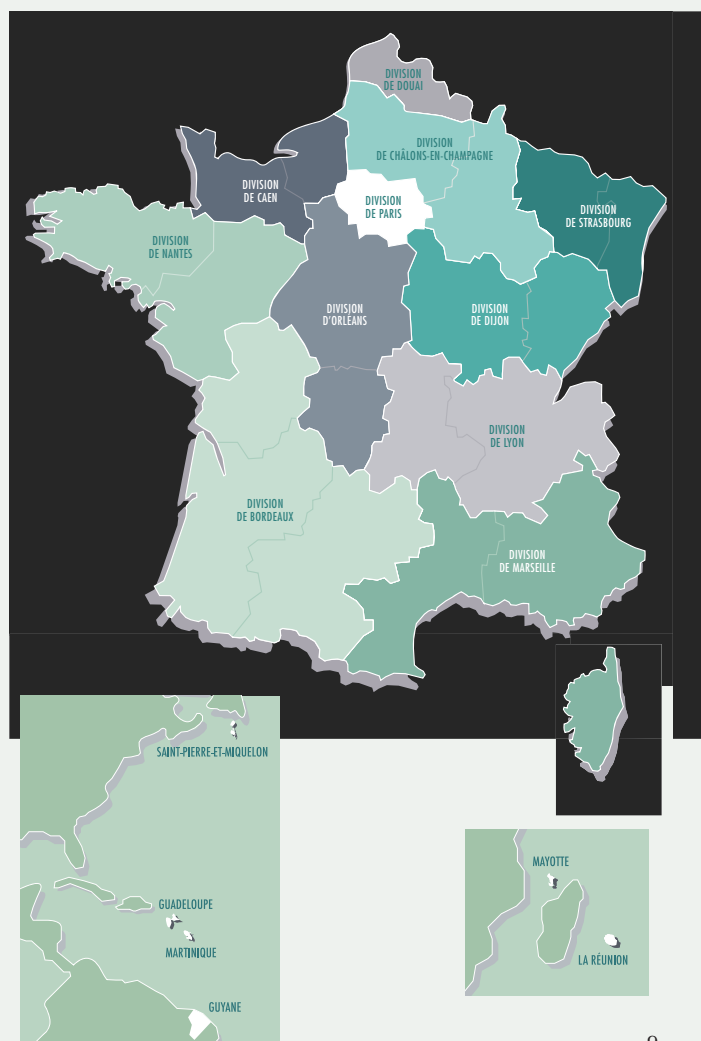 DIVISION
DE DOUAI
DIVISION
DE CHÂLONS-EN-CHAMPAGNE
DIVISION
DE CAEN
DIVISION
DE PARIS
DIVISION
DE STRASBOURG
DIVISION
DE NANTES
DIVISION
D'ORLÉANS
DIVISION
DE DIJON
DIVISION
DE LYON
DIVISION
DE BORDEAUX
DIVISION
DE MARSEILLE
SAINT-PIERRE-ET-MIQUELON
GUADELOUPE
MARTINIQUE
GUYANE
MAYOTTE
LA RÉUNION